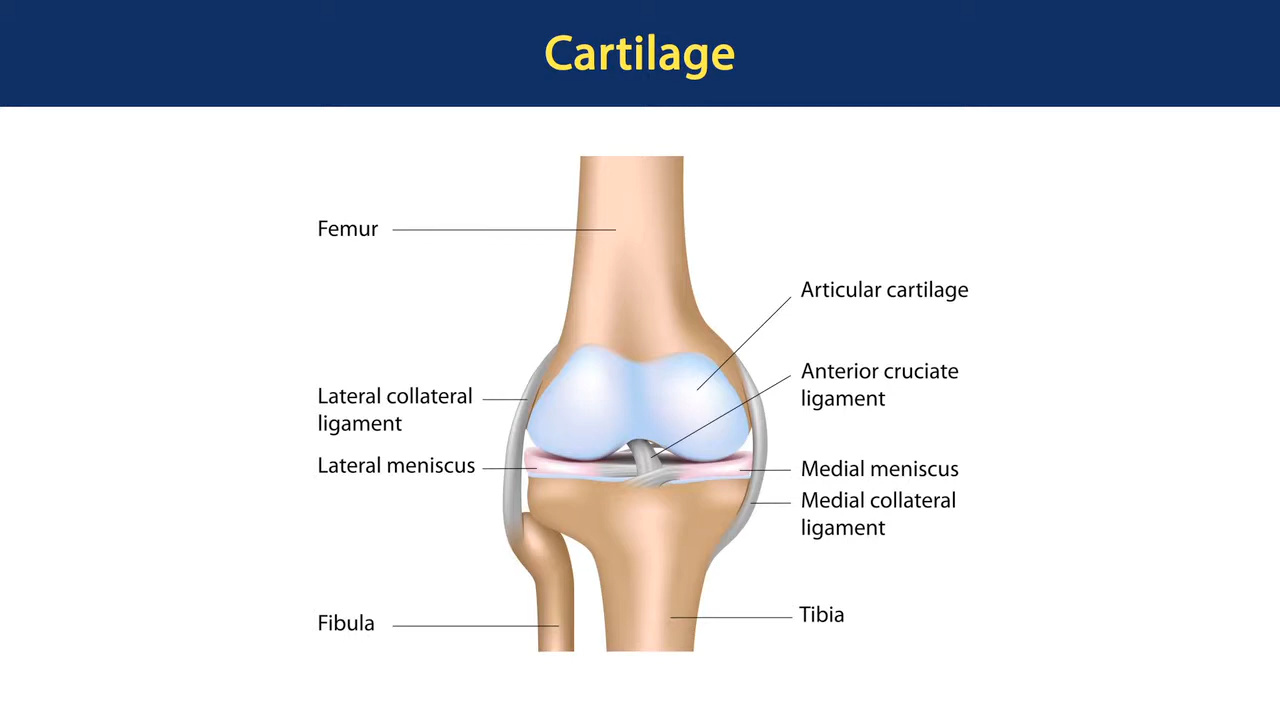 Cartilage
Femur
Articular cartilage
Anterior cruciate
ligament
Lateral collateral
ligament
Lateral meniscus
Medial meniscus
Medial collateral
ligament
Fibula
Tibia